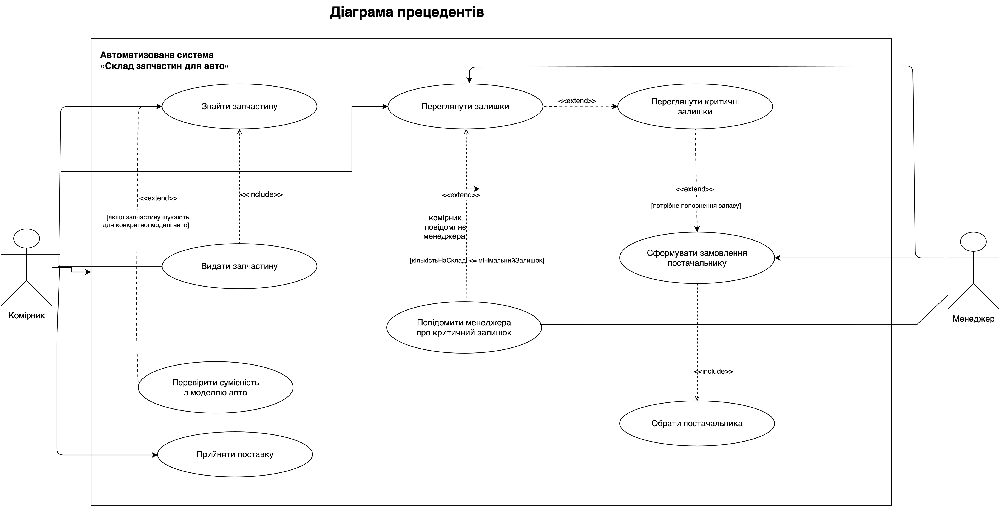 Діаграма прецедентів
Автоматизована система
«Склад запчастин для авто»
Знайти запчастину
Переглянути залишки
<<extend>>
Переглянути критичні
залишки
<<extend>>
[якщо запчастину шукають
для конкретної моделі авто]
<<include>>
<<extend>>
комірник
повідомляє
менеджера
[кількістьНаСкладі <= мінімальнийЗалишок]
<<extend>>
[потрібне поповнення запасу]
Комірник
Видати запчастину
Сформувати замовлення
постачальнику
Менеджер
Повідомити менеджера
про критичний залишок
<<include>>
Перевірити сумісність
з моделлю авто
Обрати постачальника
Прийняти поставку